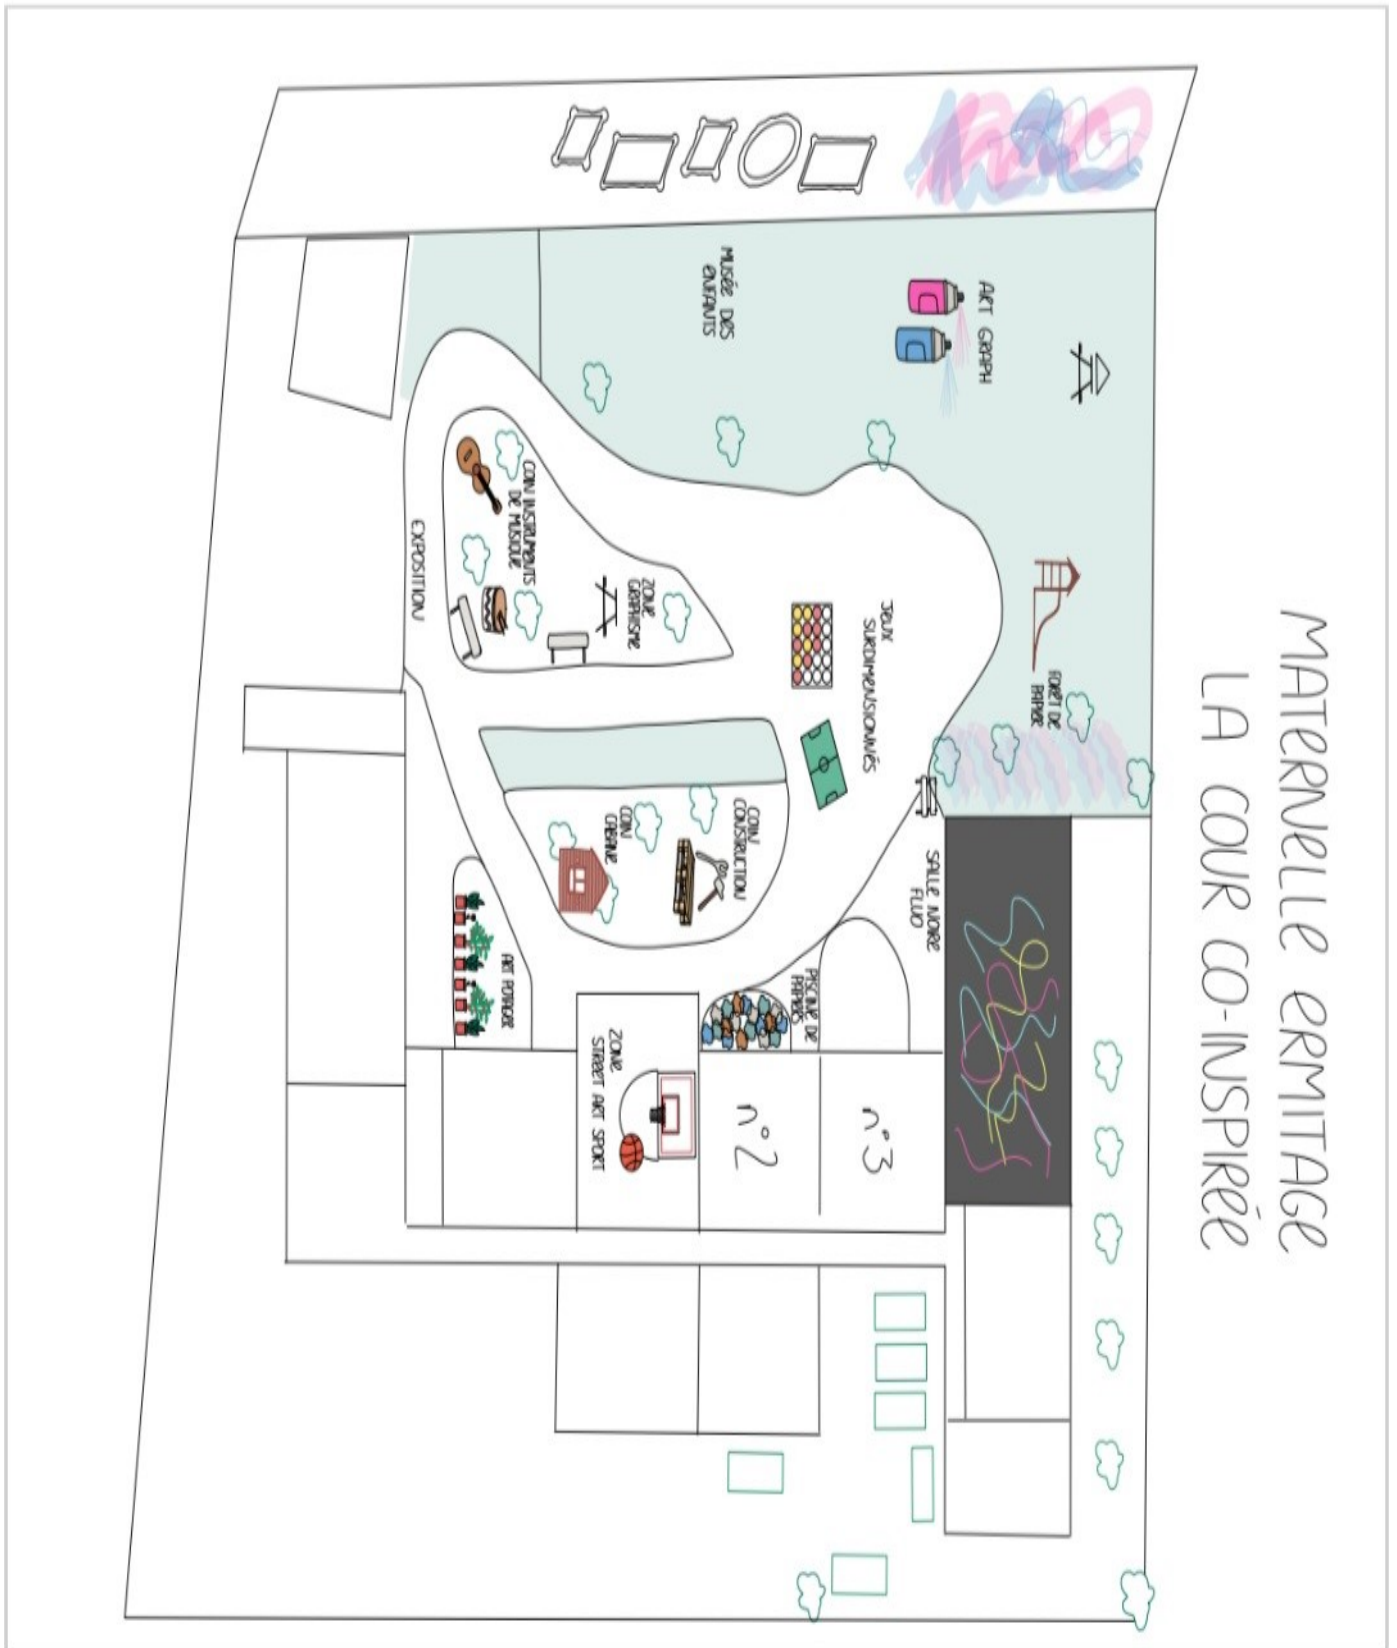 MATERNELLE ERMITAGE
LA COUR CO-INSPIRÉE
ART GRAPH
MUSÉE DES
ENFANTS
FORÊT DE
PAPIER
JEUX
SURDIMENSIONNÉS
SALLE NOIRE
FLUO
COIN INSTRUMENTS
DE MUSIQUE
ZONE
GRAPHISME
EXPOSITION
COIN
CONSTRUCTION
COIN
CABANE
PISCINE DE
PAPIERS
ART POTAGER
ZONE
STREET ART SPORT
n°3
n°2